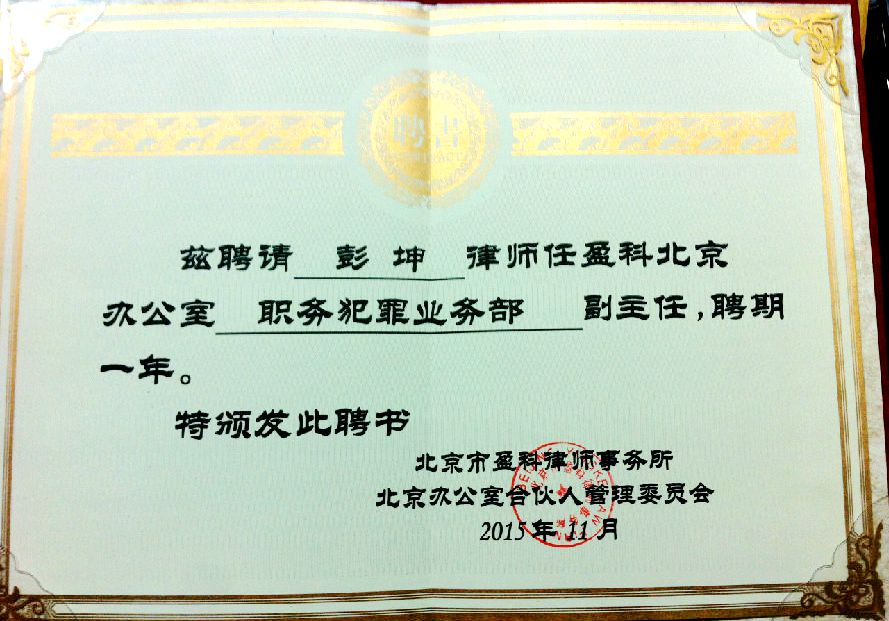 聘书
兹聘请 彭坤 律师任盈科北京
办公室 职务犯罪业务部 副主任,聘期
一年。
特颁发此聘书
北京市盈科律师事务所
北京办公室合伙人管理委员会
2015年11月